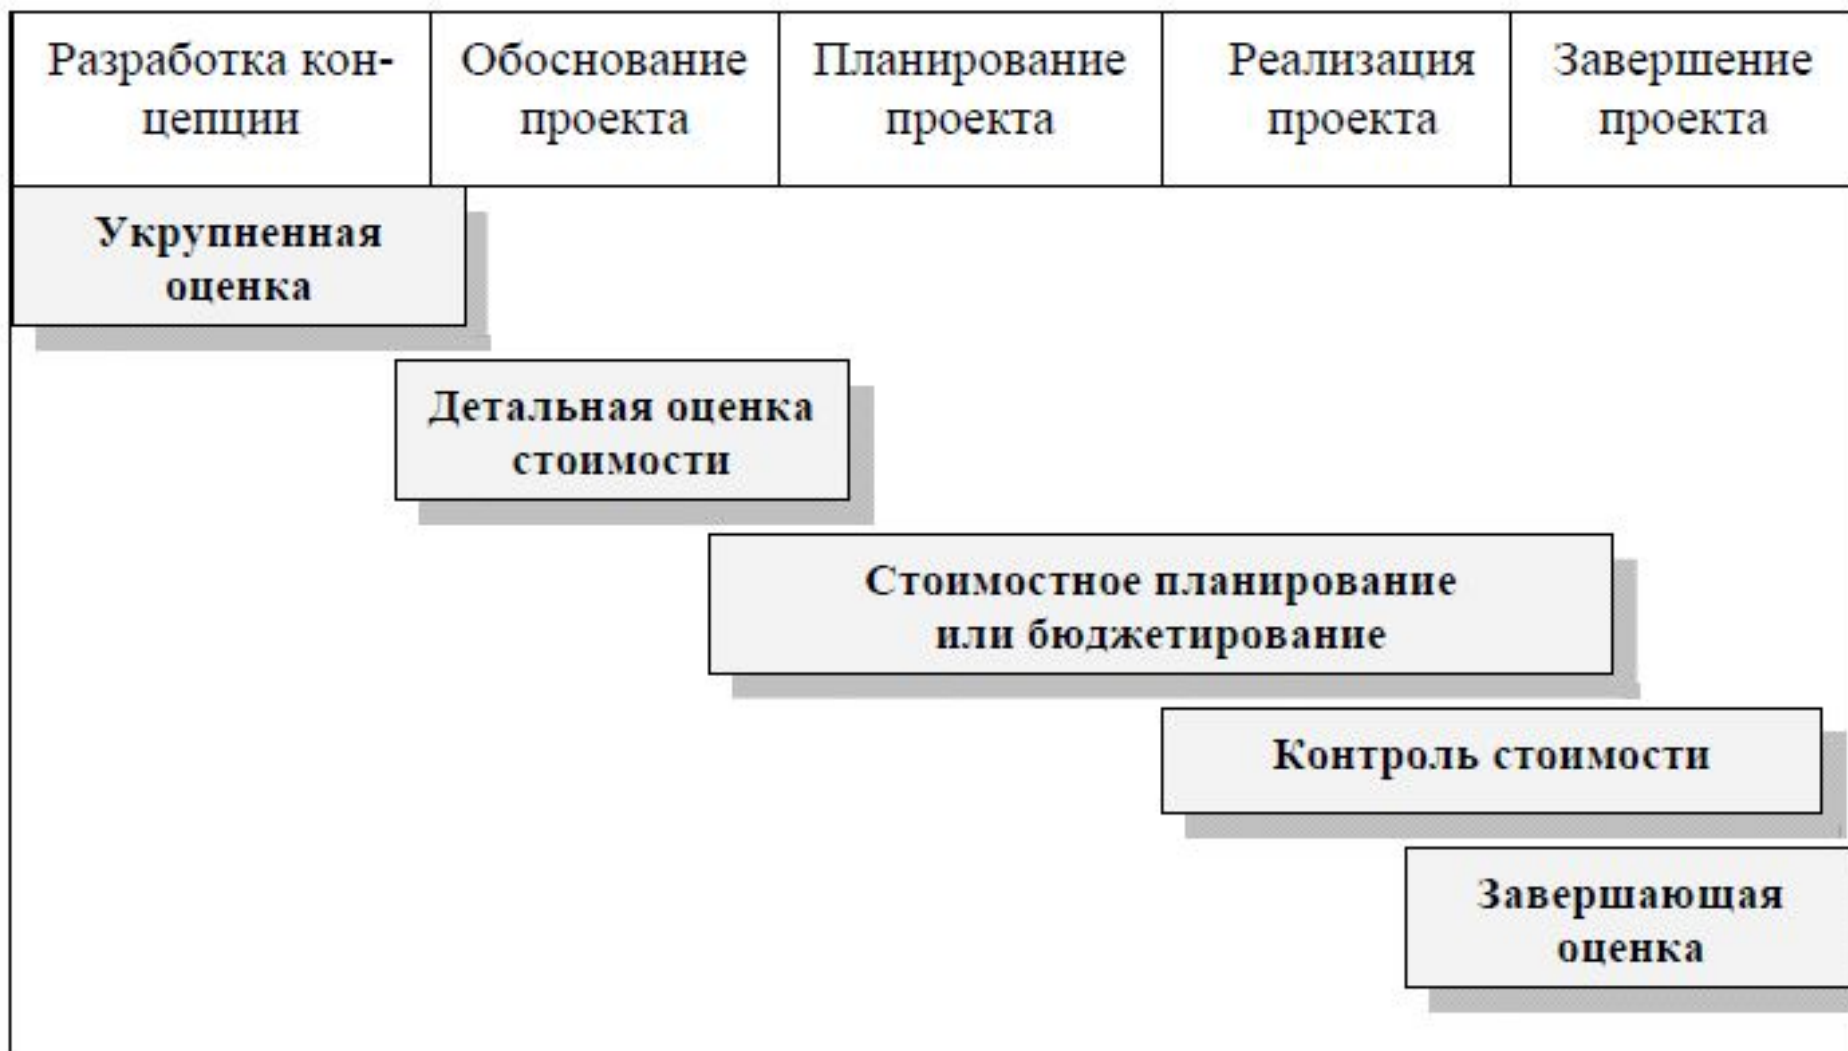 Разработка кон-
цепции
Обоснование
проекта
Планирование
проекта
Реализация
проекта
Завершение
проекта
Укрупненная
оценка
Детальная оценка
стоимости
Стоимостное планирование
или бюджетирование
Контроль стоимости
Завершающая
оценка